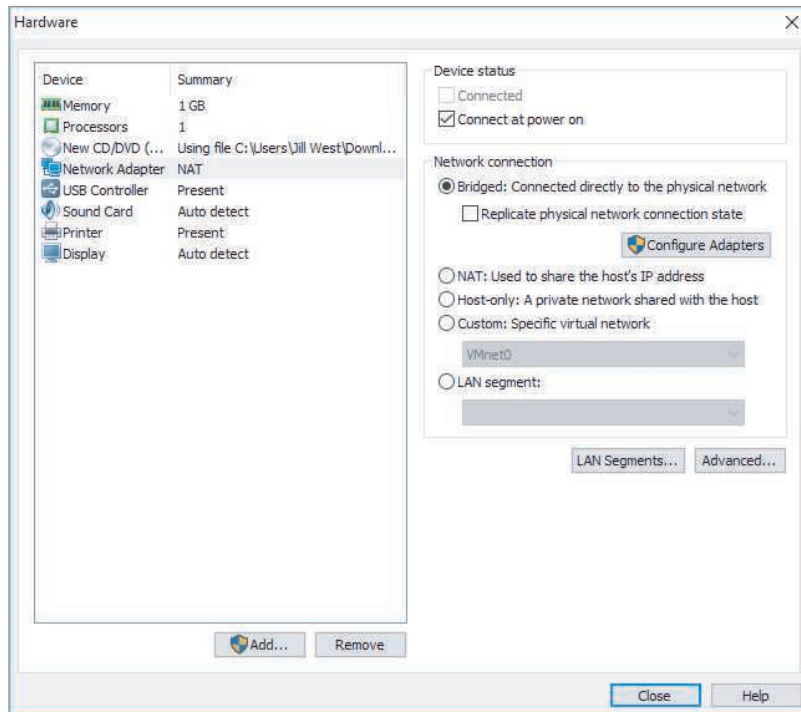 Hardware
Device Summary
Memory 1 GB
Processors 1
New CD/DVD (... Using file C:\Users\Jill West\Downl...
Network Adapter NAT
USB Controller Present
Sound Card Auto detect
Printer Present
Display Auto detect
Add... Remove
Device status
Connected
Connect at power on
Network connection
Bridged: Connected directly to the physical network
Replicate physical network connection state
Configure Adapters
NAT: Used to share the host's IP address
Host-only: A private network shared with the host
Custom: Specific virtual network
VMnet0
LAN segment:
LAN Segments... Advanced...
Close Help